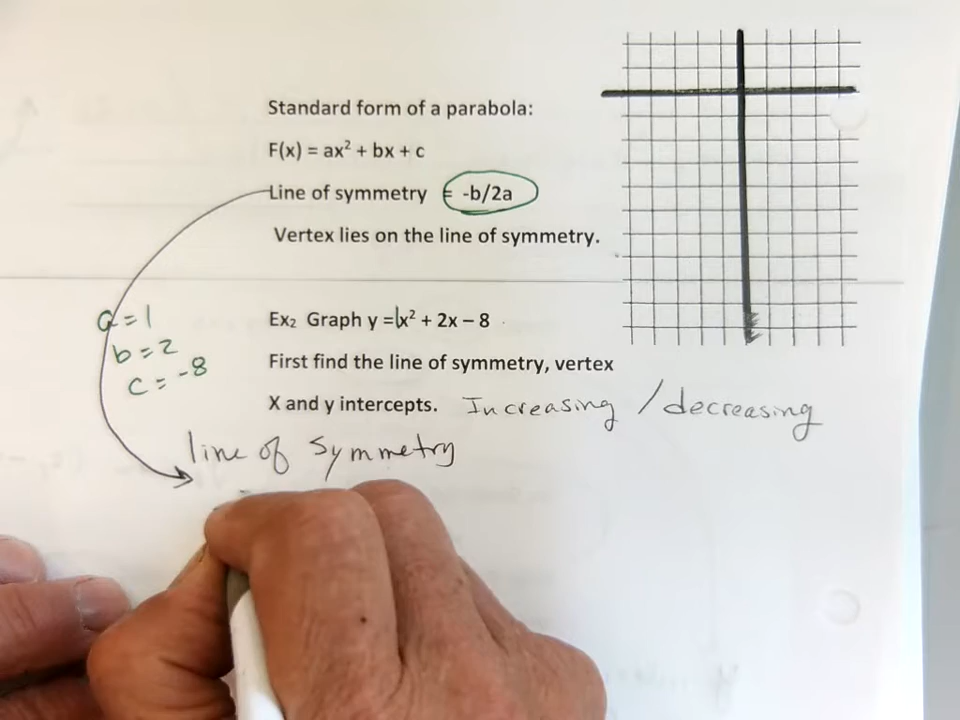 Standard form of a parabola:
F(x) = ax² + bx + c
Line of symmetry = -b/2a
Vertex lies on the line of symmetry.
a = 1
b = 2
c = -8
Ex₂ Graph y = 1x² + 2x – 8
First find the line of symmetry, vertex
X and y intercepts. Increasing / decreasing
line of symmetry